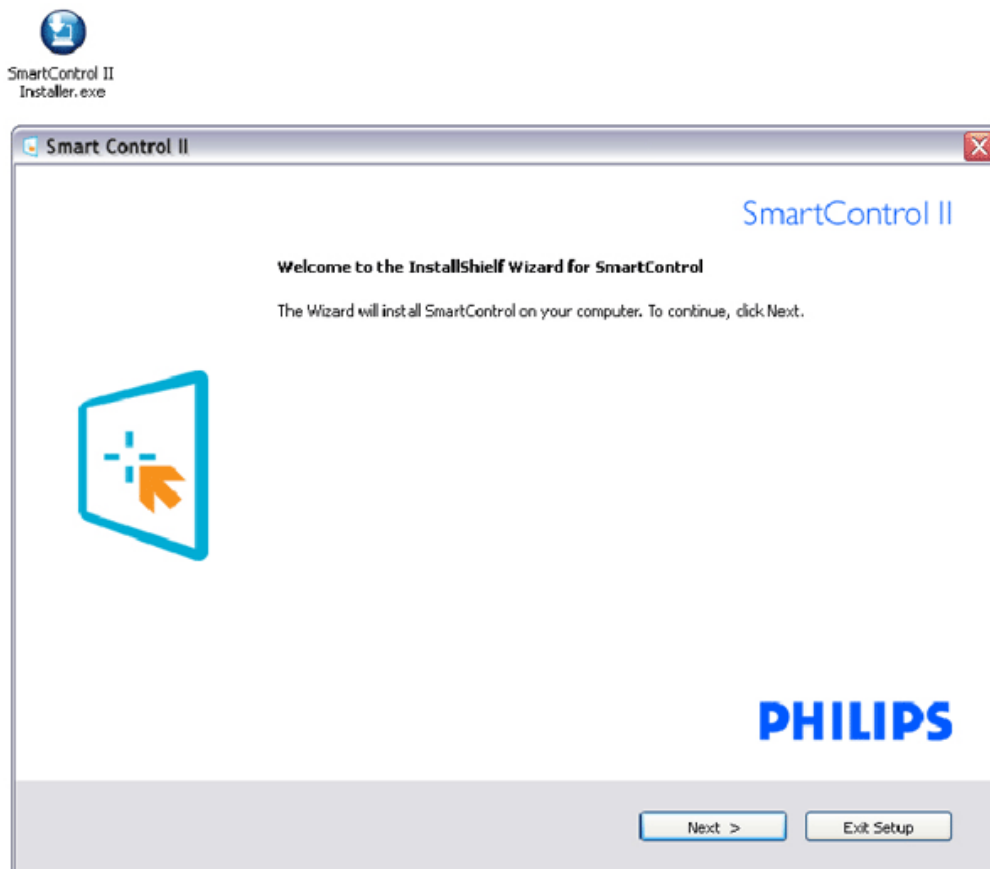 SmartControl II
Installer.exe
Smart Control II
SmartControl II
Welcome to the InstallShielf Wizard for SmartControl
The Wizard will install SmartControl on your computer. To continue, click Next.
PHILIPS
Next >
Exit Setup